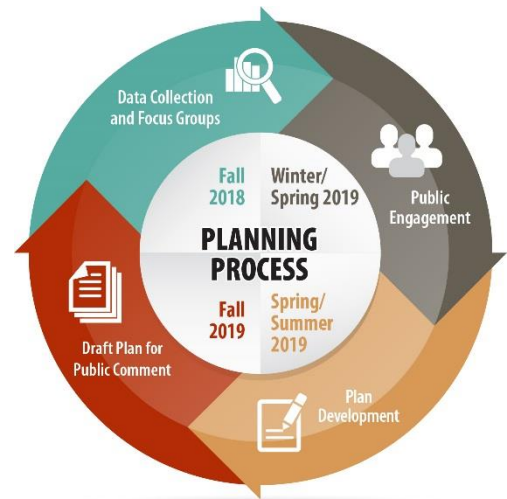 Data Collection
and Focus Groups
Fall
2018
Winter/
Spring 2019
Public
Engagement
PLANNING
PROCESS
Fall
2019
Spring/
Summer
2019
Draft Plan for
Public Comment
Plan
Development